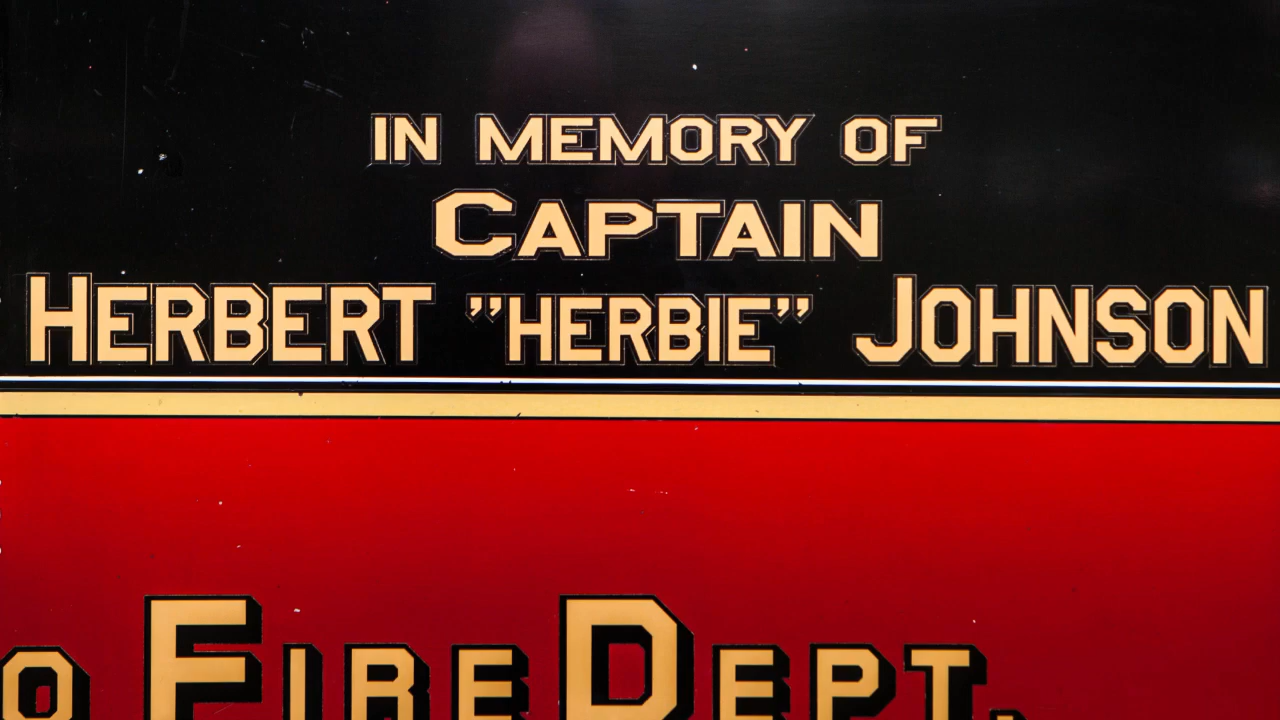 IN MEMORY OF
CAPTAIN
HERBERT ”HERBIE” JOHNSON
O FIRE DEPT.